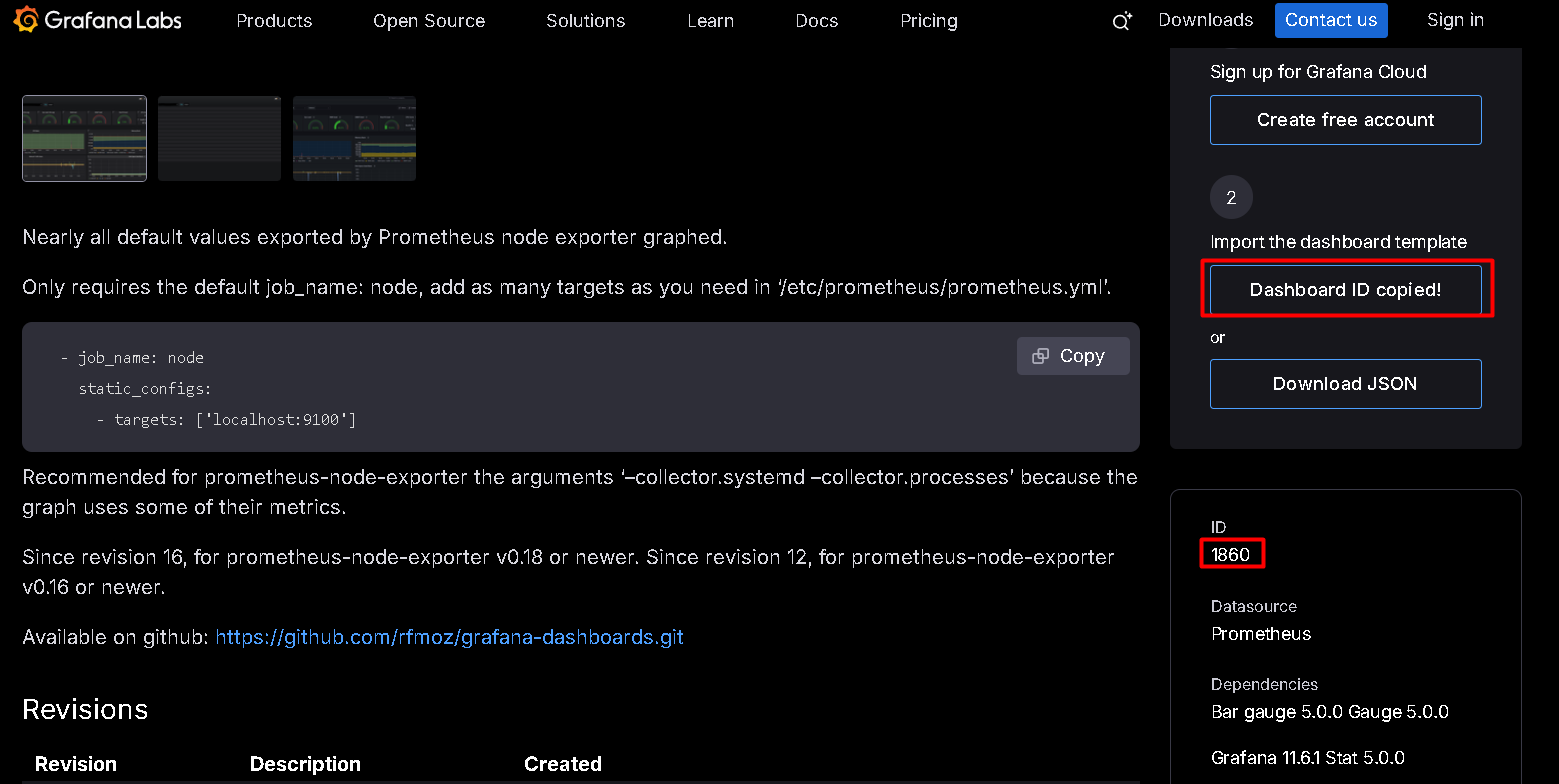 Grafana Labs
Products
Open Source
Solutions
Learn
Docs
Pricing
Downloads
Contact us
Sign in
Nearly all default values exported by Prometheus node exporter graphed.
Only requires the default job_name: node, add as many targets as you need in ‘/etc/prometheus/prometheus.yml’.
- job_name: node
static_configs:
- targets: ['localhost:9100']
Copy
Recommended for prometheus-node-exporter the arguments ‘–collector.systemd –collector.processes’ because the
graph uses some of their metrics.
Since revision 16, for prometheus-node-exporter v0.18 or newer. Since revision 12, for prometheus-node-exporter
v0.16 or newer.
Available on github: https://github.com/rfmoz/grafana-dashboards.git
Revisions
Revision
Description
Created
Sign up for Grafana Cloud
Create free account
2
Import the dashboard template
Dashboard ID copied!
or
Download JSON
ID
1860
Datasource
Prometheus
Dependencies
Bar gauge 5.0.0 Gauge 5.0.0
Grafana 11.6.1 Stat 5.0.0